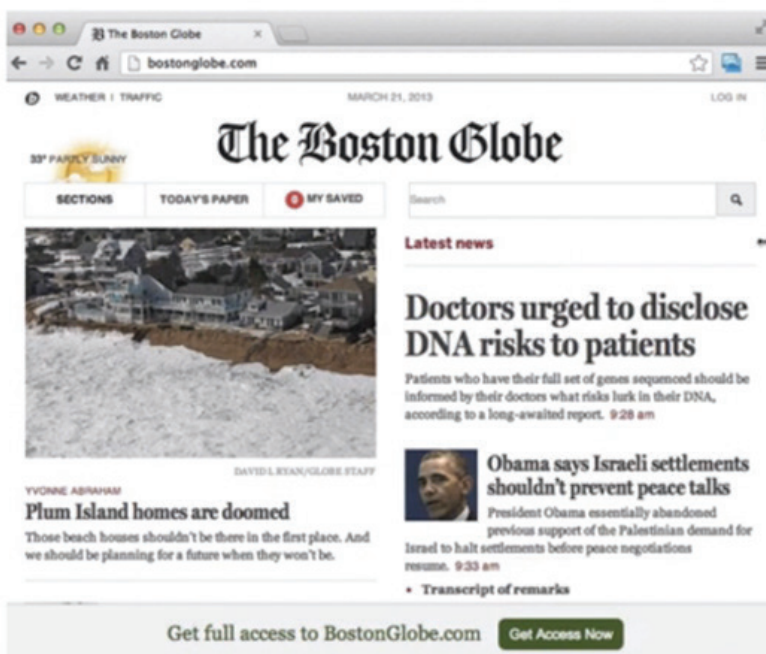 The Boston Globe
bostonglobe.com
WEATHER | TRAFFIC
MARCH 21, 2013
LOG IN
The Boston Globe
33° PARTLY SUNNY
SECTIONS
TODAY'S PAPER
0 MY SAVED
Search
DAVID L RYAN/GLOBE STAFF
YVONNE ABRAHAM
Plum Island homes are doomed
Those beach houses shouldn't be there in the first place. And
we should be planning for a future when they won't be.
Latest news
Doctors urged to disclose
DNA risks to patients
Patients who have their full set of genes sequenced should be
informed by their doctors what risks lurk in their DNA,
according to a long-awaited report. 9:28 am
Obama says Israeli settlements
shouldn't prevent peace talks
President Obama essentially abandoned
previous support of the Palestinian demand for
Israel to halt settlements before peace negotiations
resume. 9:33 am
• Transcript of remarks
Get full access to BostonGlobe.com
Get Access Now